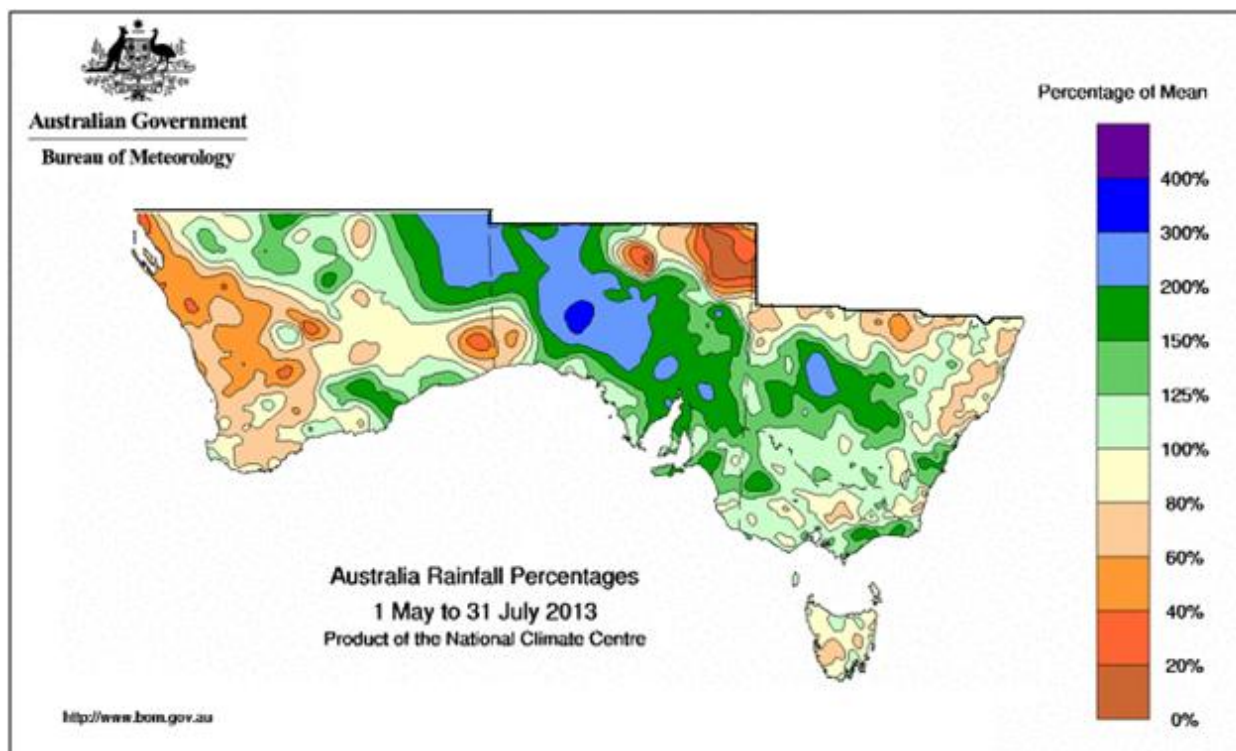 Australian Government
Bureau of Meteorology
Percentage of Mean
400%
300%
200%
150%
125%
100%
80%
60%
40%
20%
0%
Australia Rainfall Percentages
1 May to 31 July 2013
Product of the National Climate Centre
http://www.bom.gov.au